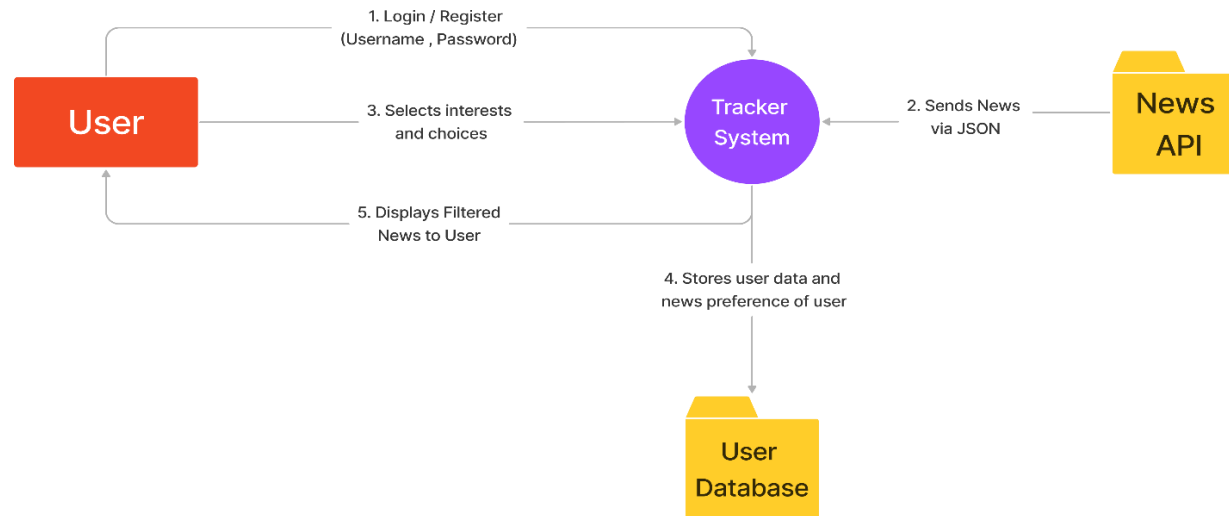 1. Login / Register
(Username , Password)
User
3. Selects interests
and choices
Tracker
System
2. Sends News
via JSON
News
API
5. Displays Filtered
News to User
4. Stores user data and
news preference of user
User
Database